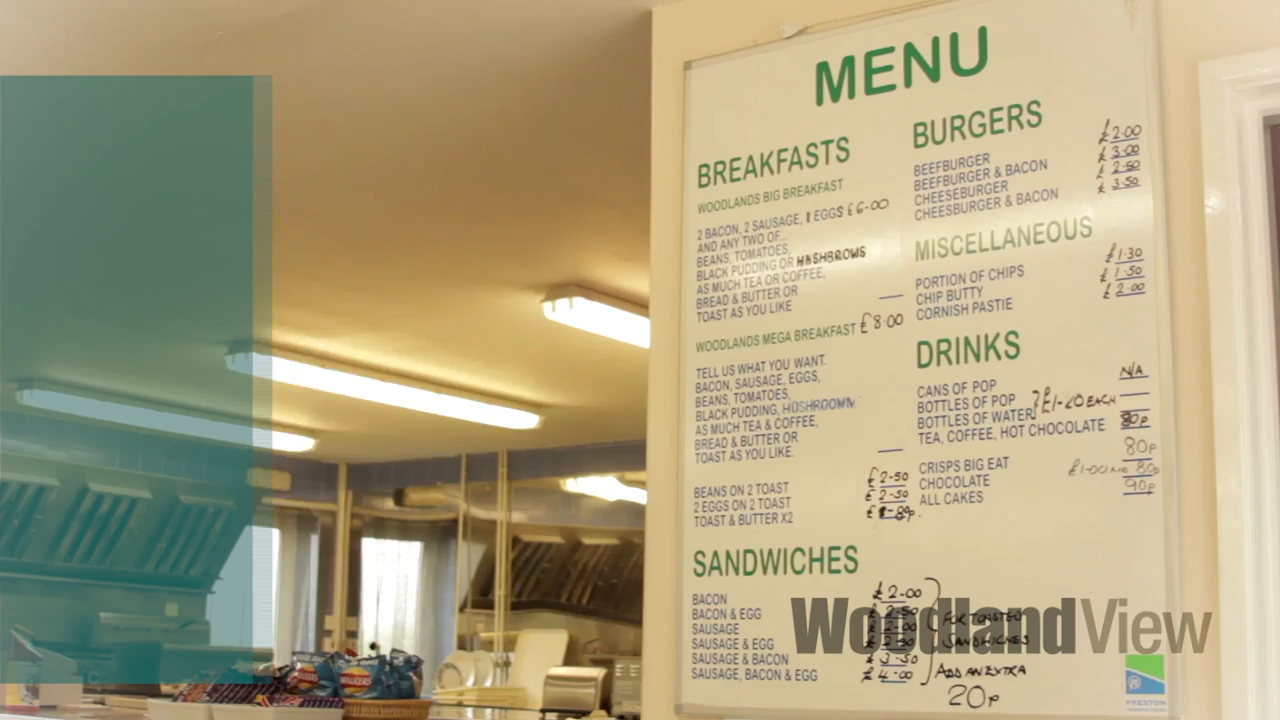 MENU
BREAKFASTS
WOODLANDS BIG BREAKFAST
2 BACON, 2 SAUSAGE, EGGS £6-00
AND ANY TWO OF...
BEANS, TOMATOES,
BLACK PUDDING OR HASHBROWS
AS MUCH TEA OR COFFEE,
BREAD & BUTTER OR
TOAST AS YOU LIKE
WOODLANDS MEGA BREAKFAST £8-00
TELL US WHAT YOU WANT.
BACON, SAUSAGE, EGGS,
BEANS, TOMATOES,
BLACK PUDDING,
AS MUCH TEA & COFFEE,
BREAD & BUTTER OR
TOAST AS YOU LIKE.
BEANS ON 2 TOAST £2-50
2 EGGS ON 2 TOAST £2-50
TOAST & BUTTER X2
SANDWICHES
BACON £2-00
BACON & EGG £2-50
SAUSAGE
SAUSAGE & EGG
SAUSAGE & BACON £3-50
SAUSAGE, BACON & EGG £4-00
FOR TOASTED
SANDWICHES
ADD AN EXTRA
20p
BURGERS
BEEFBURGER £2-00
BEEFBURGER & BACON £3-00
CHEESEBURGER £2-50
CHEESBURGER & BACON £3-50
MISCELLANEOUS
PORTION OF CHIPS £1-30
CHIP BUTTY £1-50
CORNISH PASTIE £2-00
DRINKS
CANS OF POP N/A
BOTTLES OF POP
BOTTLES OF WATER EACH
TEA, COFFEE, HOT CHOCOLATE 80p
CRISPS BIG EAT 80p
CHOCOLATE 80p
ALL CAKES 90p
WoodlandView
PRESTON
WALKERS